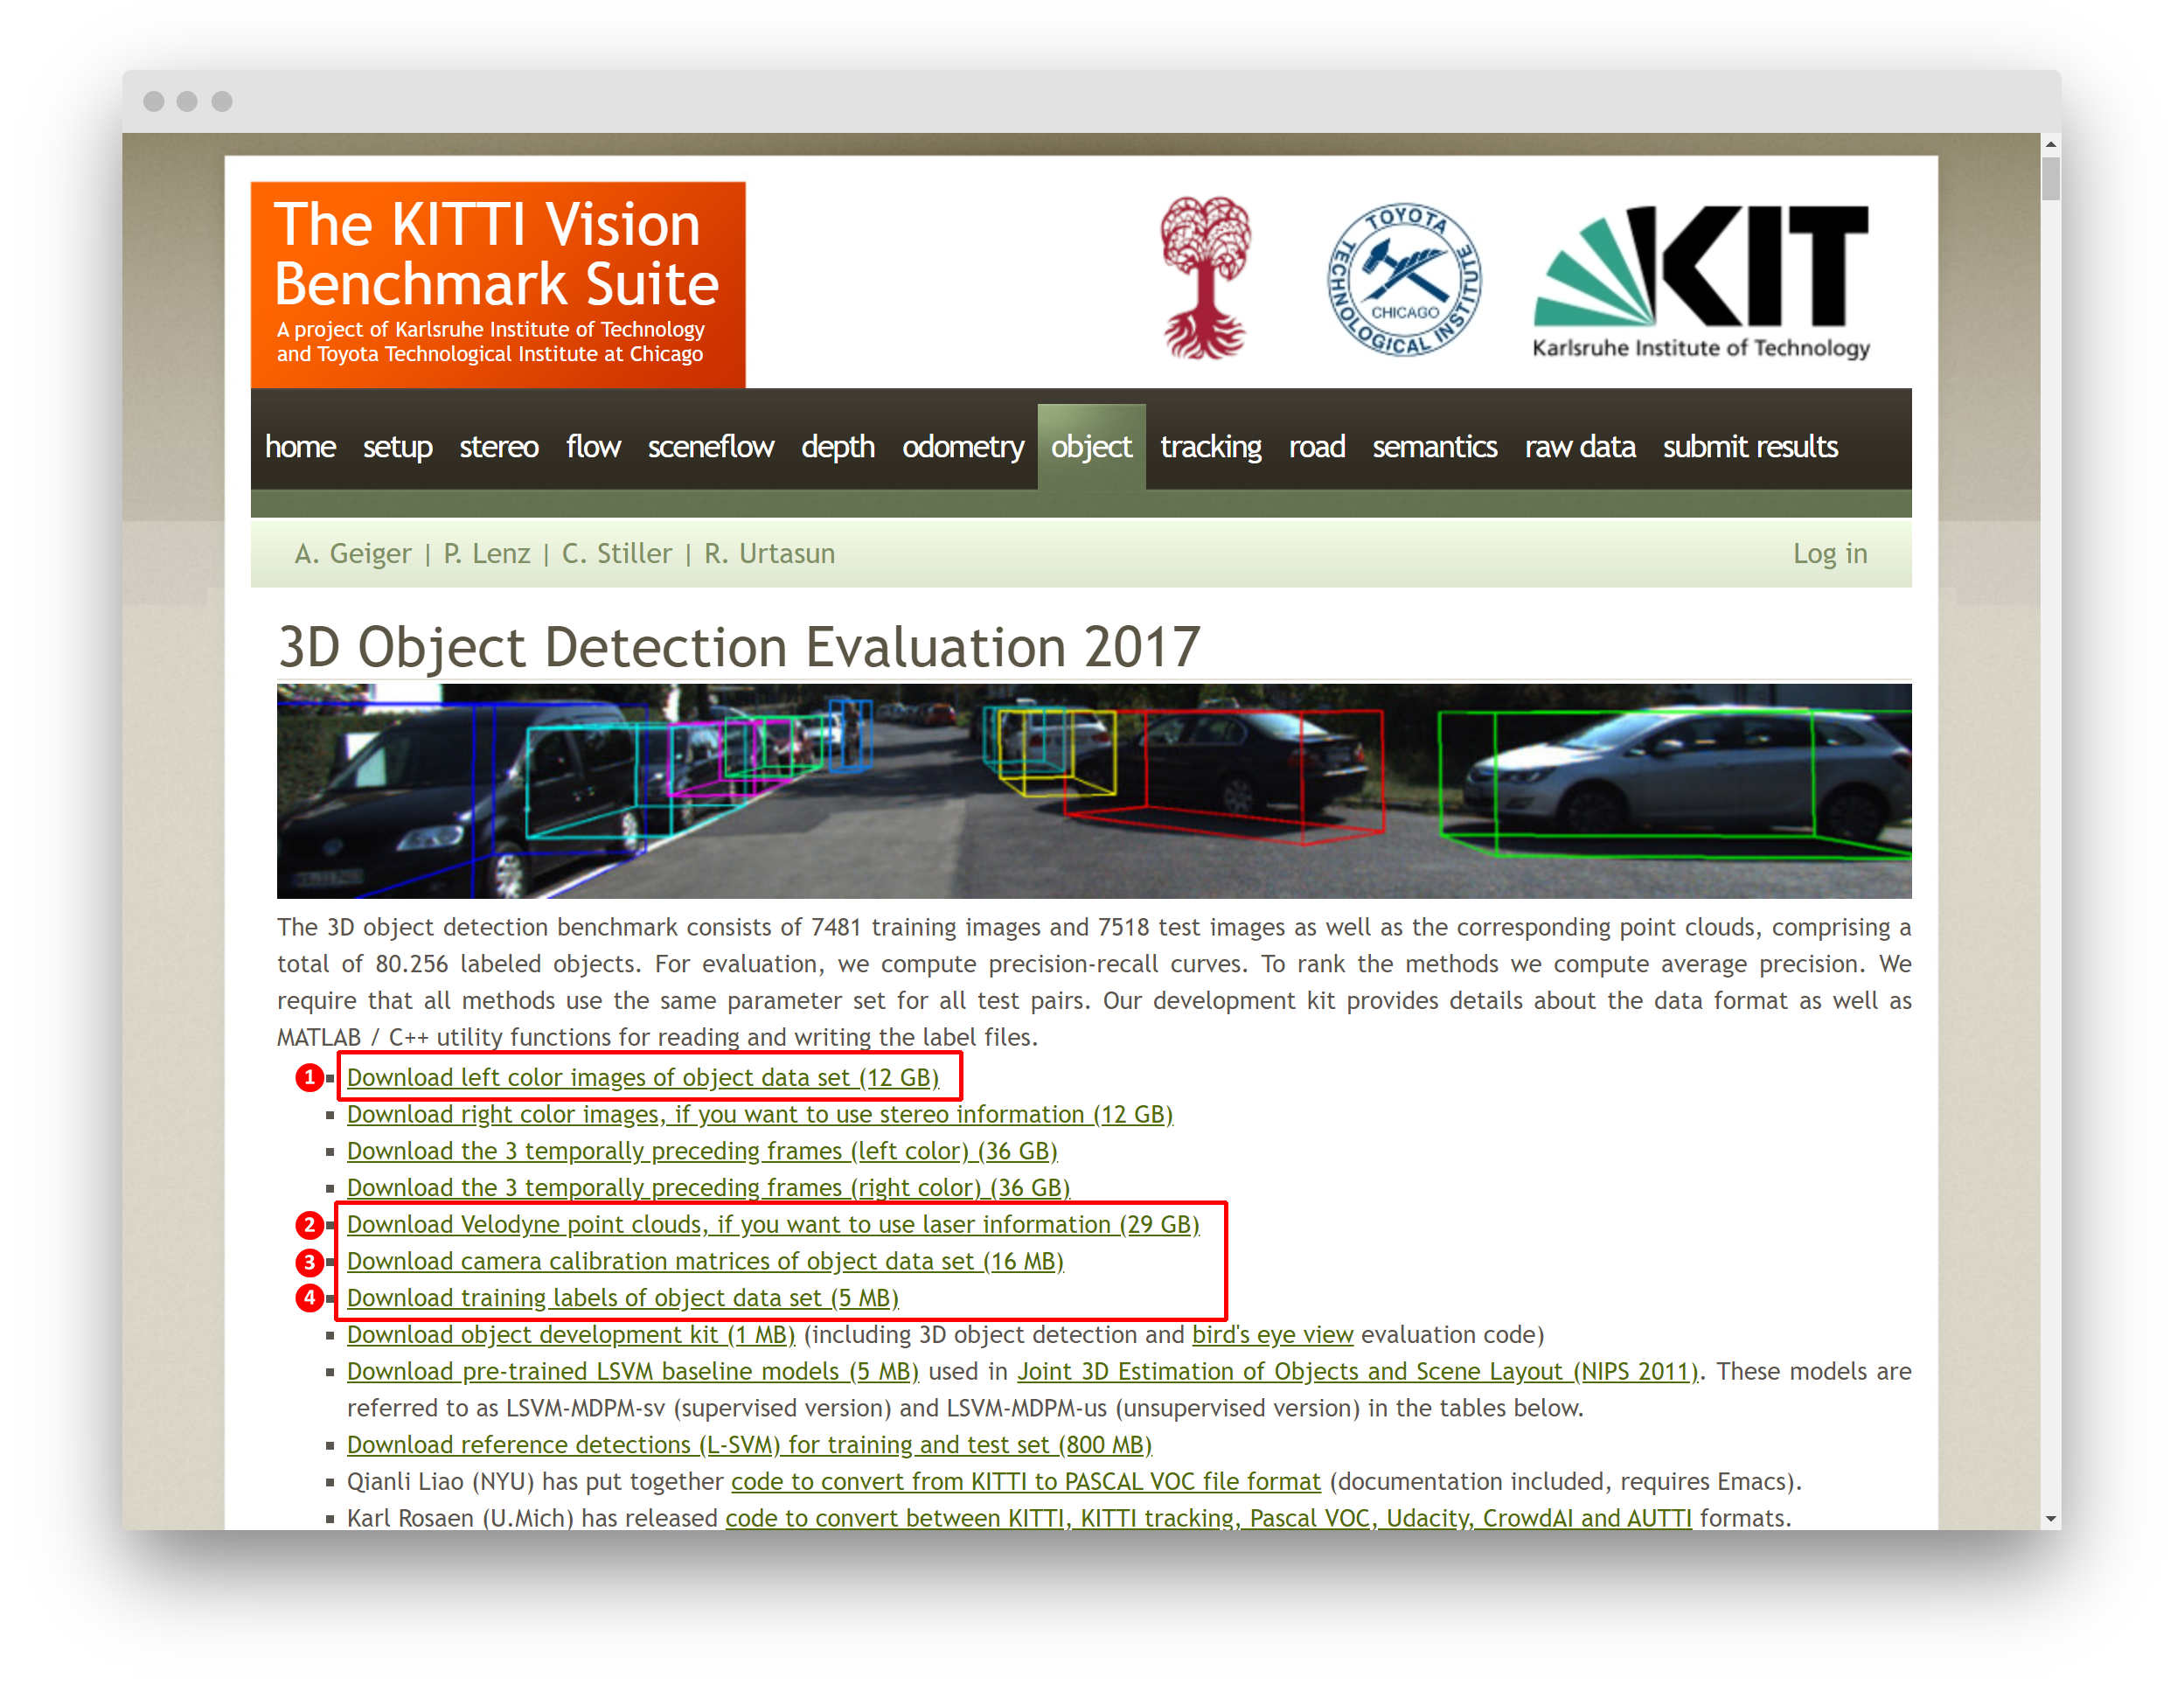 The KITTI Vision
Benchmark Suite
A project of Karlsruhe Institute of Technology
and Toyota Technological Institute at Chicago
TOYOTA TECHNOLOGICAL INSTITUTE
CHICAGO
KIT
Karlsruhe Institute of Technology
home setup stereo flow sceneflow depth odometry object tracking road semantics raw data submit results
A. Geiger | P. Lenz | C. Stiller | R. Urtasun
Log in
3D Object Detection Evaluation 2017
The 3D object detection benchmark consists of 7481 training images and 7518 test images as well as the corresponding point clouds, comprising a
total of 80.256 labeled objects. For evaluation, we compute precision-recall curves. To rank the methods we compute average precision. We
require that all methods use the same parameter set for all test pairs. Our development kit provides details about the data format as well as
MATLAB / C++ utility functions for reading and writing the label files.
1 Download left color images of object data set (12 GB)
Download right color images, if you want to use stereo information (12 GB)
Download the 3 temporally preceding frames (left color) (36 GB)
Download the 3 temporally preceding frames (right color) (36 GB)
2 Download Velodyne point clouds, if you want to use laser information (29 GB)
3 Download camera calibration matrices of object data set (16 MB)
4 Download training labels of object data set (5 MB)
Download object development kit (1 MB) (including 3D object detection and bird's eye view evaluation code)
Download pre-trained LSVM baseline models (5 MB) used in Joint 3D Estimation of Objects and Scene Layout (NIPS 2011). These models are
referred to as LSVM-MDPM-sv (supervised version) and LSVM-MDPM-us (unsupervised version) in the tables below.
Download reference detections (L-SVM) for training and test set (800 MB)
Qianli Liao (NYU) has put together code to convert from KITTI to PASCAL VOC file format (documentation included, requires Emacs).
Karl Rosaen (U.Mich) has released code to convert between KITTI, KITTI tracking, Pascal VOC, Udacity, CrowdAI and AUTTI formats.